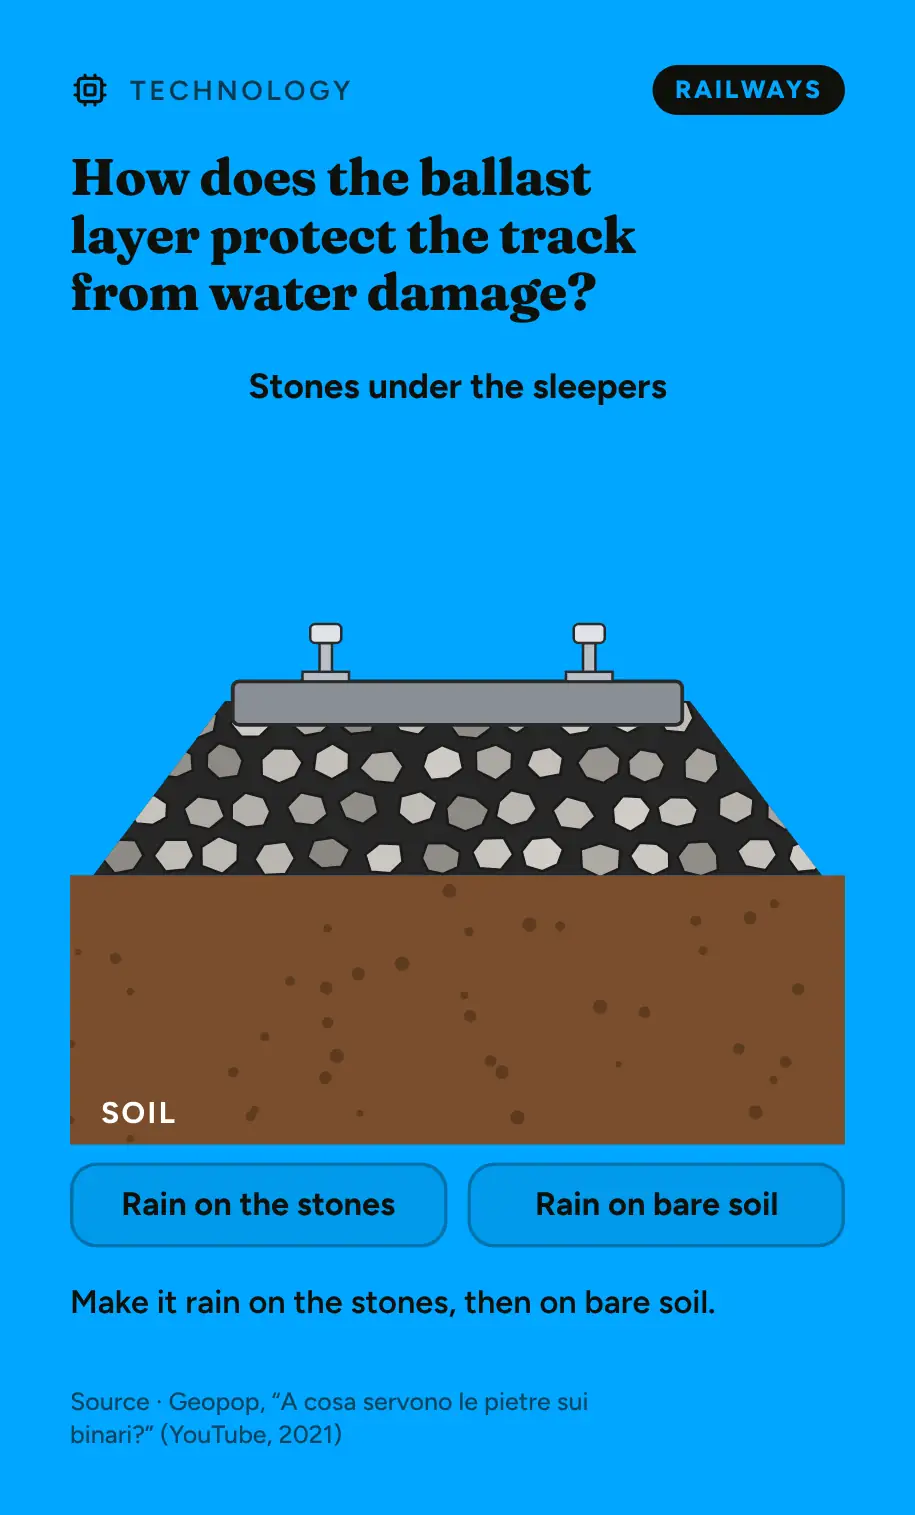 TECHNOLOGY
RAILWAYS
How does the ballast
layer protect the track
from water damage?
Stones under the sleepers
SOIL
Rain on the stones
Rain on bare soil
Make it rain on the stones, then on bare soil.
Source · Geopop, “A cosa servono le pietre sui
binari?” (YouTube, 2021)